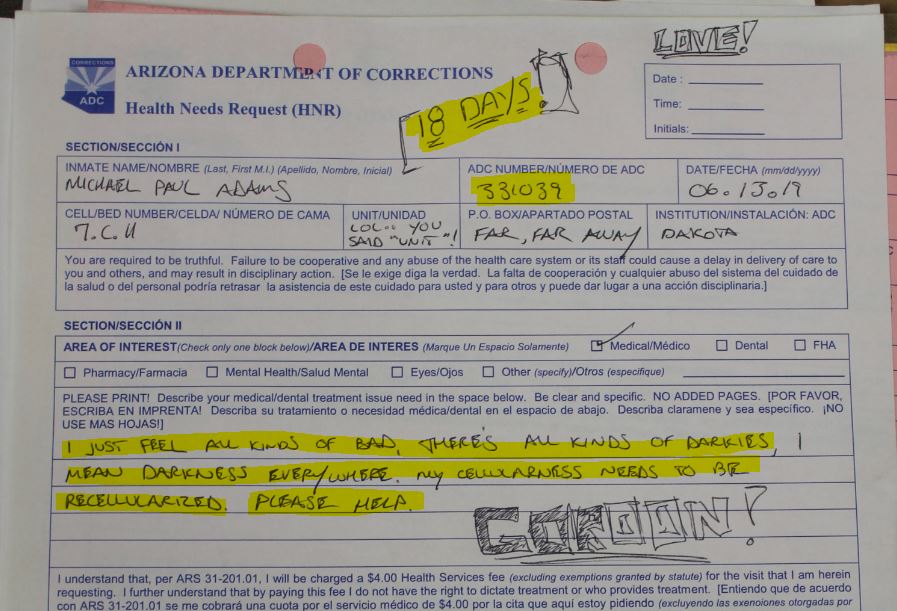 LOVE!
CORRECTIONS
ADC
ARIZONA DEPARTMENT OF CORRECTIONS
Health Needs Request (HNR)
18 DAYS!
Date :
Time:
Initials:
SECTION/SECCIÓN I
INMATE NAME/NOMBRE (Last, First M.I.) (Apellido, Nombre, Inicial)
MICHAEL PAUL ADAMS
ADC NUMBER/NÚMERO DE ADC
331039
DATE/FECHA (mm/dd/yyyy)
06.13.19
CELL/BED NUMBER/CELDA/ NÚMERO DE CAMA
7.C.11
UNIT/UNIDAD
LOL.. YOU
SAID "UNIT"!
P.O. BOX/APARTADO POSTAL
FAR, FAR AWAY
INSTITUTION/INSTALACIÓN: ADC
DAKOTA
You are required to be truthful. Failure to be cooperative and any abuse of the health care system or its staff could cause a delay in delivery of care to
you and others, and may result in disciplinary action. [Se le exige diga la verdad. La falta de cooperación y cualquier abuso del sistema del cuidado de
la salud o del personal podría retrasar la asistencia de este cuidado para usted y para otros y puede dar lugar a una acción disciplinaria.]
SECTION/SECCIÓN II
AREA OF INTEREST (Check only one block below)/AREA DE INTERES (Marque Un Espacio Solamente) Medical/Médico Dental FHA
Pharmacy/Farmacia Mental Health/Salud Mental Eyes/Ojos Other (specify)/Otros (especifique)
PLEASE PRINT! Describe your medical/dental treatment issue need in the space below. Be clear and specific. NO ADDED PAGES. [POR FAVOR,
ESCRIBA EN IMPRENTA! Describa su tratamiento o necesidad médica/dental en el espacio de abajo. Describa claramene y sea específico. ¡NO
USE MAS HOJAS!]
I JUST FEEL ALL KINDS OF BAD, THERE'S ALL KINDS OF DARKIES, I
MEAN DARKNESS EVERYWHERE. MY CELLULARNESS NEEDS TO BE
RECELLULARIZED. PLEASE HELP.
I understand that, per ARS 31-201.01, I will be charged a $4.00 Health Services fee (excluding exemptions granted by statute) for the visit that I am herein
requesting. I further understand that by paying this fee I do not have the right to dictate treatment or who provides treatment. [Entiendo que de acuerdo
con ARS 31-201.01 se me cobrará una cuota por el servicio médico de $4.00 por la cita que aquí estoy pidiendo (excluyendo las exenciones otorgadas por